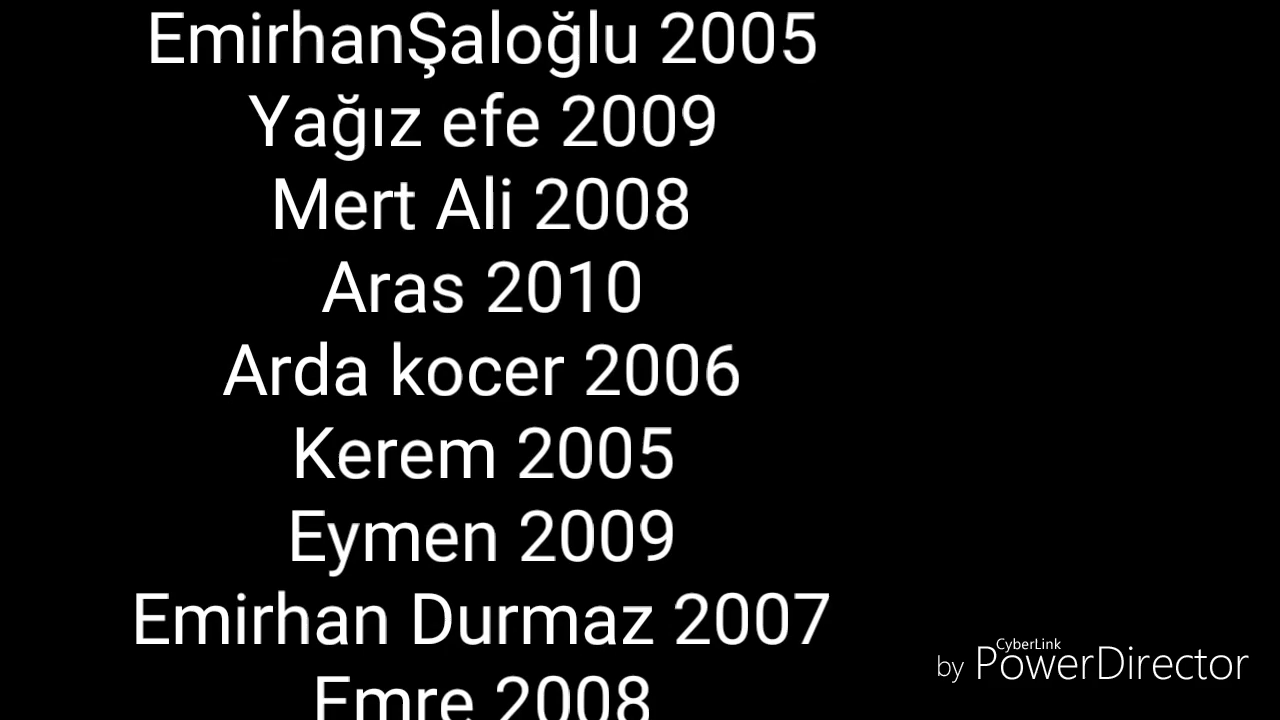 EmirhanŞaloğlu 2005
Yağız efe 2009
Mert Ali 2008
Aras 2010
Arda kocer 2006
Kerem 2005
Eymen 2009
Emirhan Durmaz 2007
Emre 2008
CyberLink
by PowerDirector